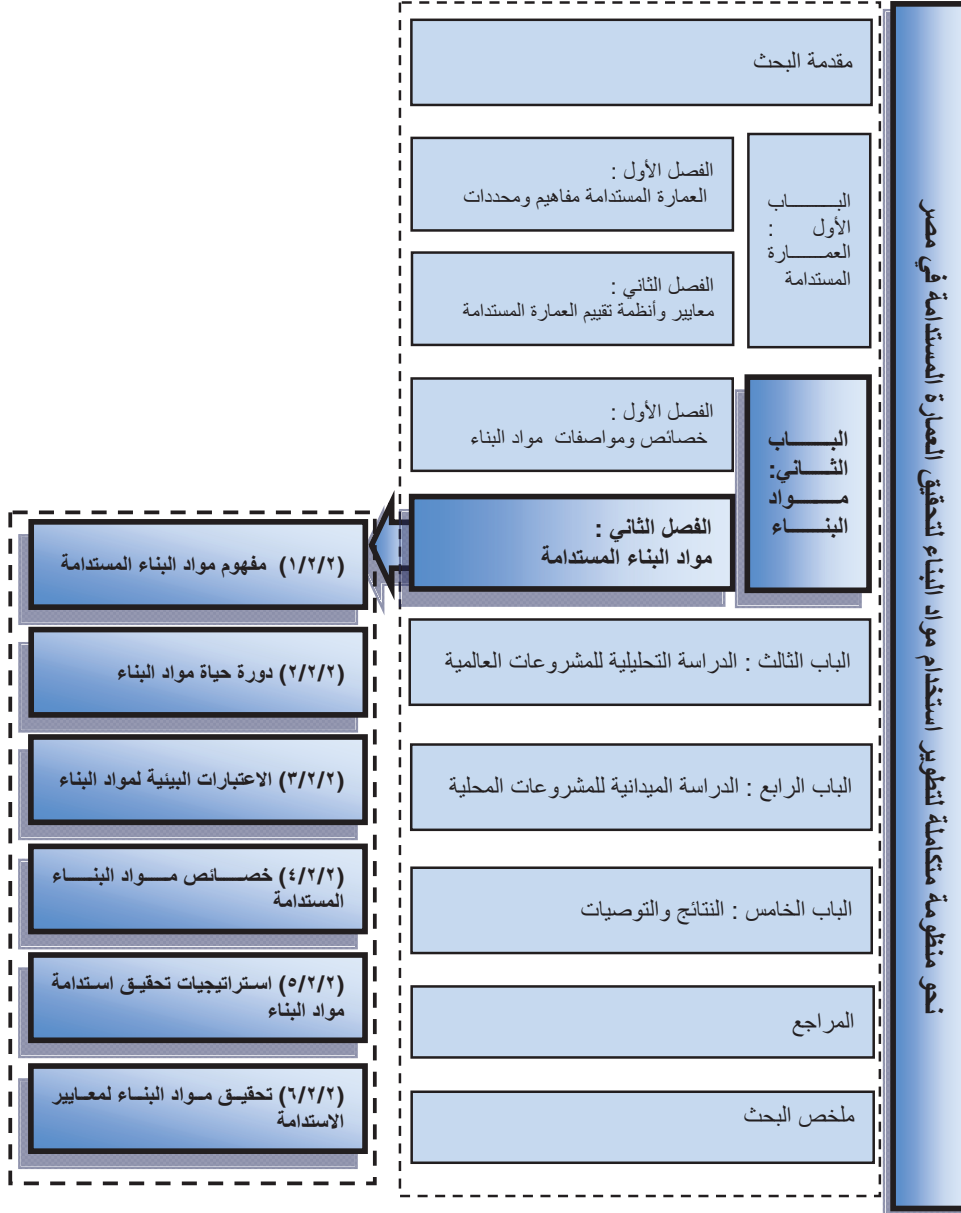 نحو منظومة متكاملة لتطوير استخدام مواد البناء لتحقيق العمارة المستدامة في مصر
مقدمة البحث
الباب
الأول :
العمارة
المستدامة
الفصل الأول :
العمارة المستدامة مفاهيم ومحددات
الفصل الثاني :
معايير وأنظمة تقييم العمارة المستدامة
الباب
الثاني:
مواد
البناء
الفصل الأول :
خصائص ومواصفات مواد البناء
الفصل الثاني :
مواد البناء المستدامة
الباب الثالث : الدراسة التحليلية للمشروعات العالمية
الباب الرابع : الدراسة الميدانية للمشروعات المحلية
الباب الخامس : النتائج والتوصيات
المراجع
ملخص البحث
(١/٢/٢) مفهوم مواد البناء المستدامة
(٢/٢/٢) دورة حياة مواد البناء
(٣/٢/٢) الاعتبارات البيئية لمواد البناء
(٤/٢/٢) خصائص مواد البناء
المستدامة
(٥/٢/٢) استراتيجيات تحقيق استدامة
مواد البناء
(٦/٢/٢) تحقيق مواد البناء لمعايير
الاستدامة